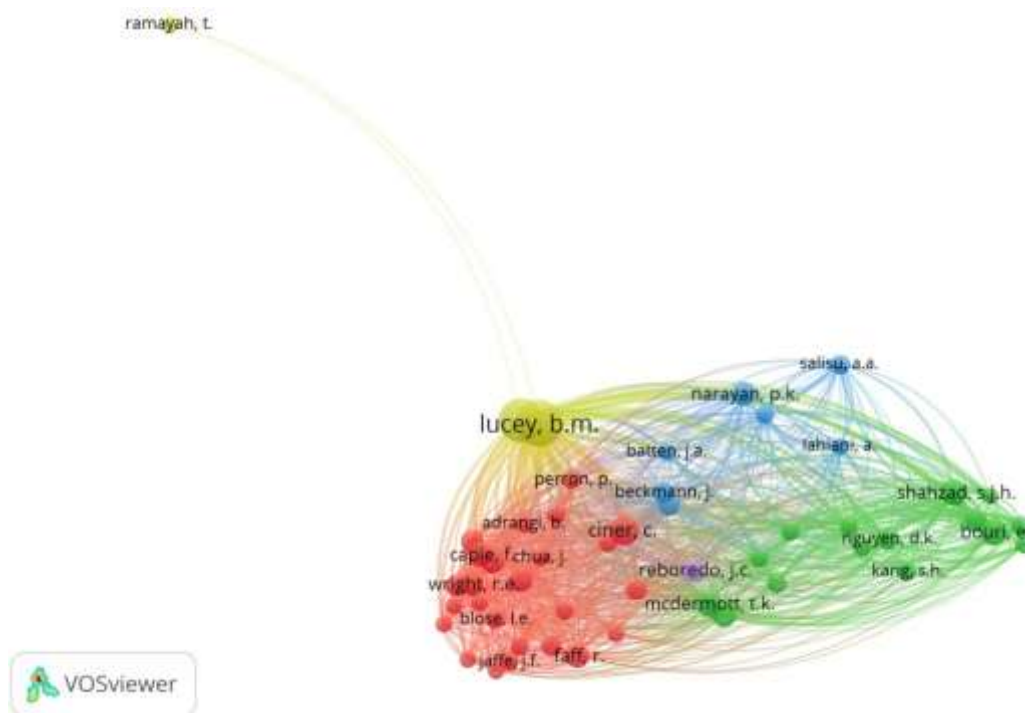 ramayah, t.
salisu, a.a.
narayan, p.k.
lucey, b.m.
batten, j.a.
lahiani, a.
perron, p.
beckmann, j.
shahzad, s.j.h.
adrangi, b.
ciner, c.
nguyen, d.k.
bouri, e.
capie, f.
chua, j.
reboredo, j.c.
kang, s.h.
wright, r.e.
mcdermott, t.k.
blose, l.e.
jaffe, j.f.
faff, r.
VOSviewer